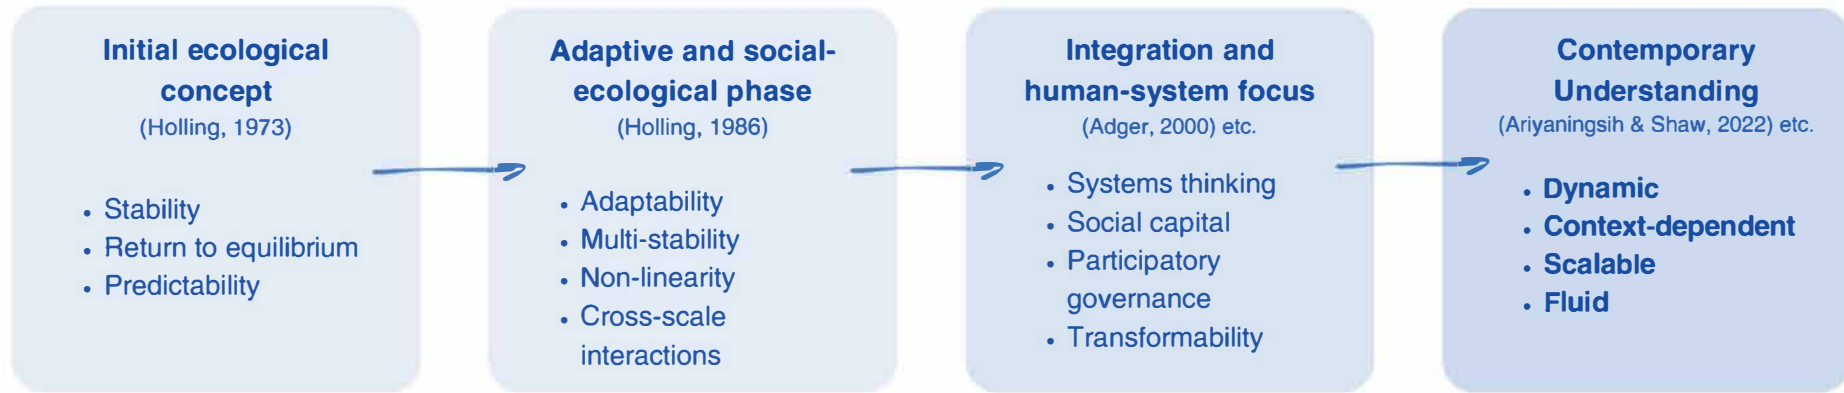 Initial ecological
concept
(Holling, 1973)
• Stability
• Return to equilibrium
• Predictability
Adaptive and social-
ecological phase
(Holling, 1986)
• Adaptability
• Multi-stability
• Non-linearity
• Cross-scale
interactions
Integration and
human-system focus
(Adger, 2000) etc.
• Systems thinking
• Social capital
• Participatory
governance
• Transformability
Contemporary
Understanding
(Ariyaningsih & Shaw, 2022) etc.
• Dynamic
• Context-dependent
• Scalable
• Fluid